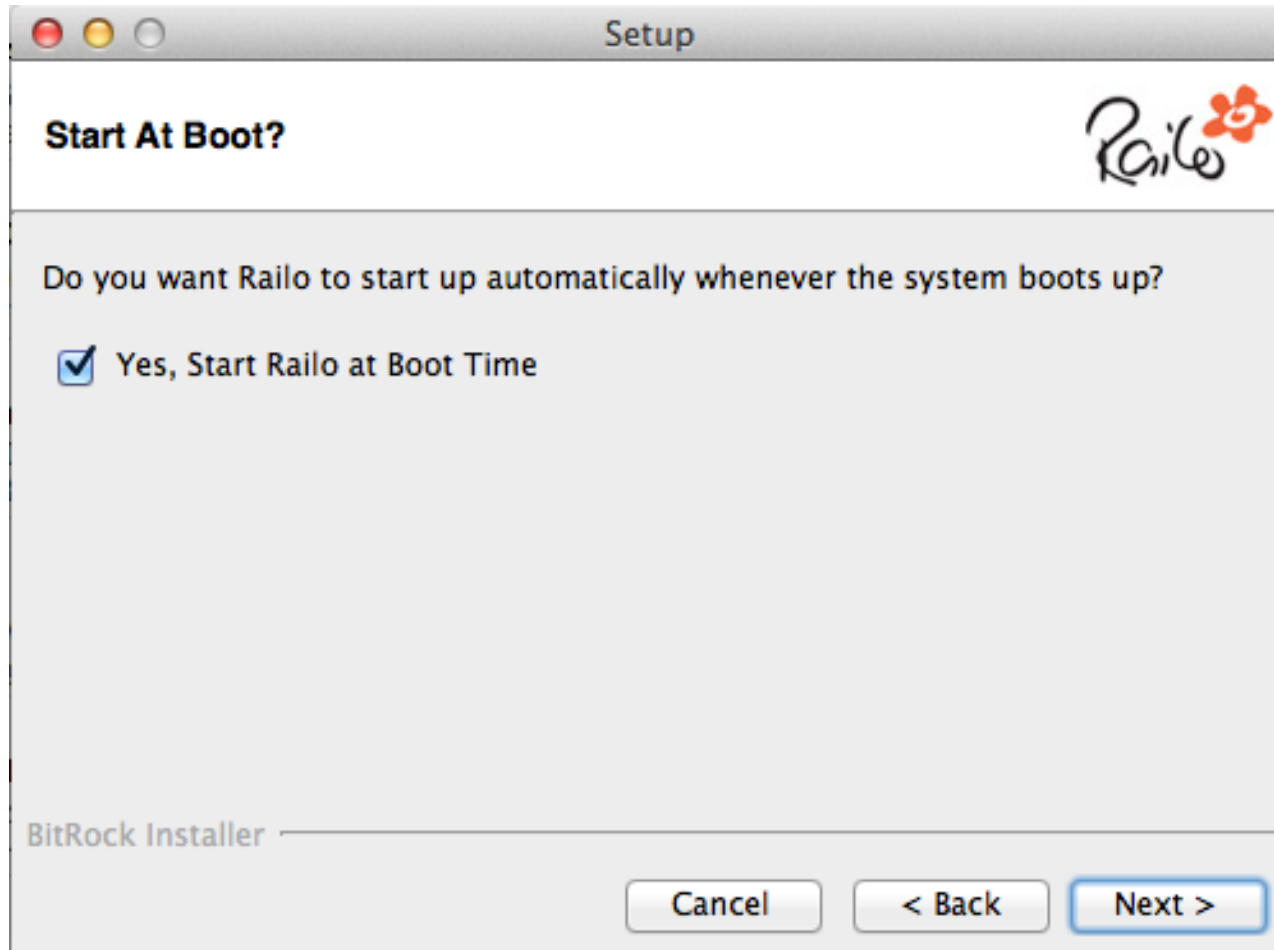 Setup
Start At Boot?
Railo
Do you want Railo to start up automatically whenever the system boots up?
Yes, Start Railo at Boot Time
BitRock Installer
Cancel
< Back
Next >